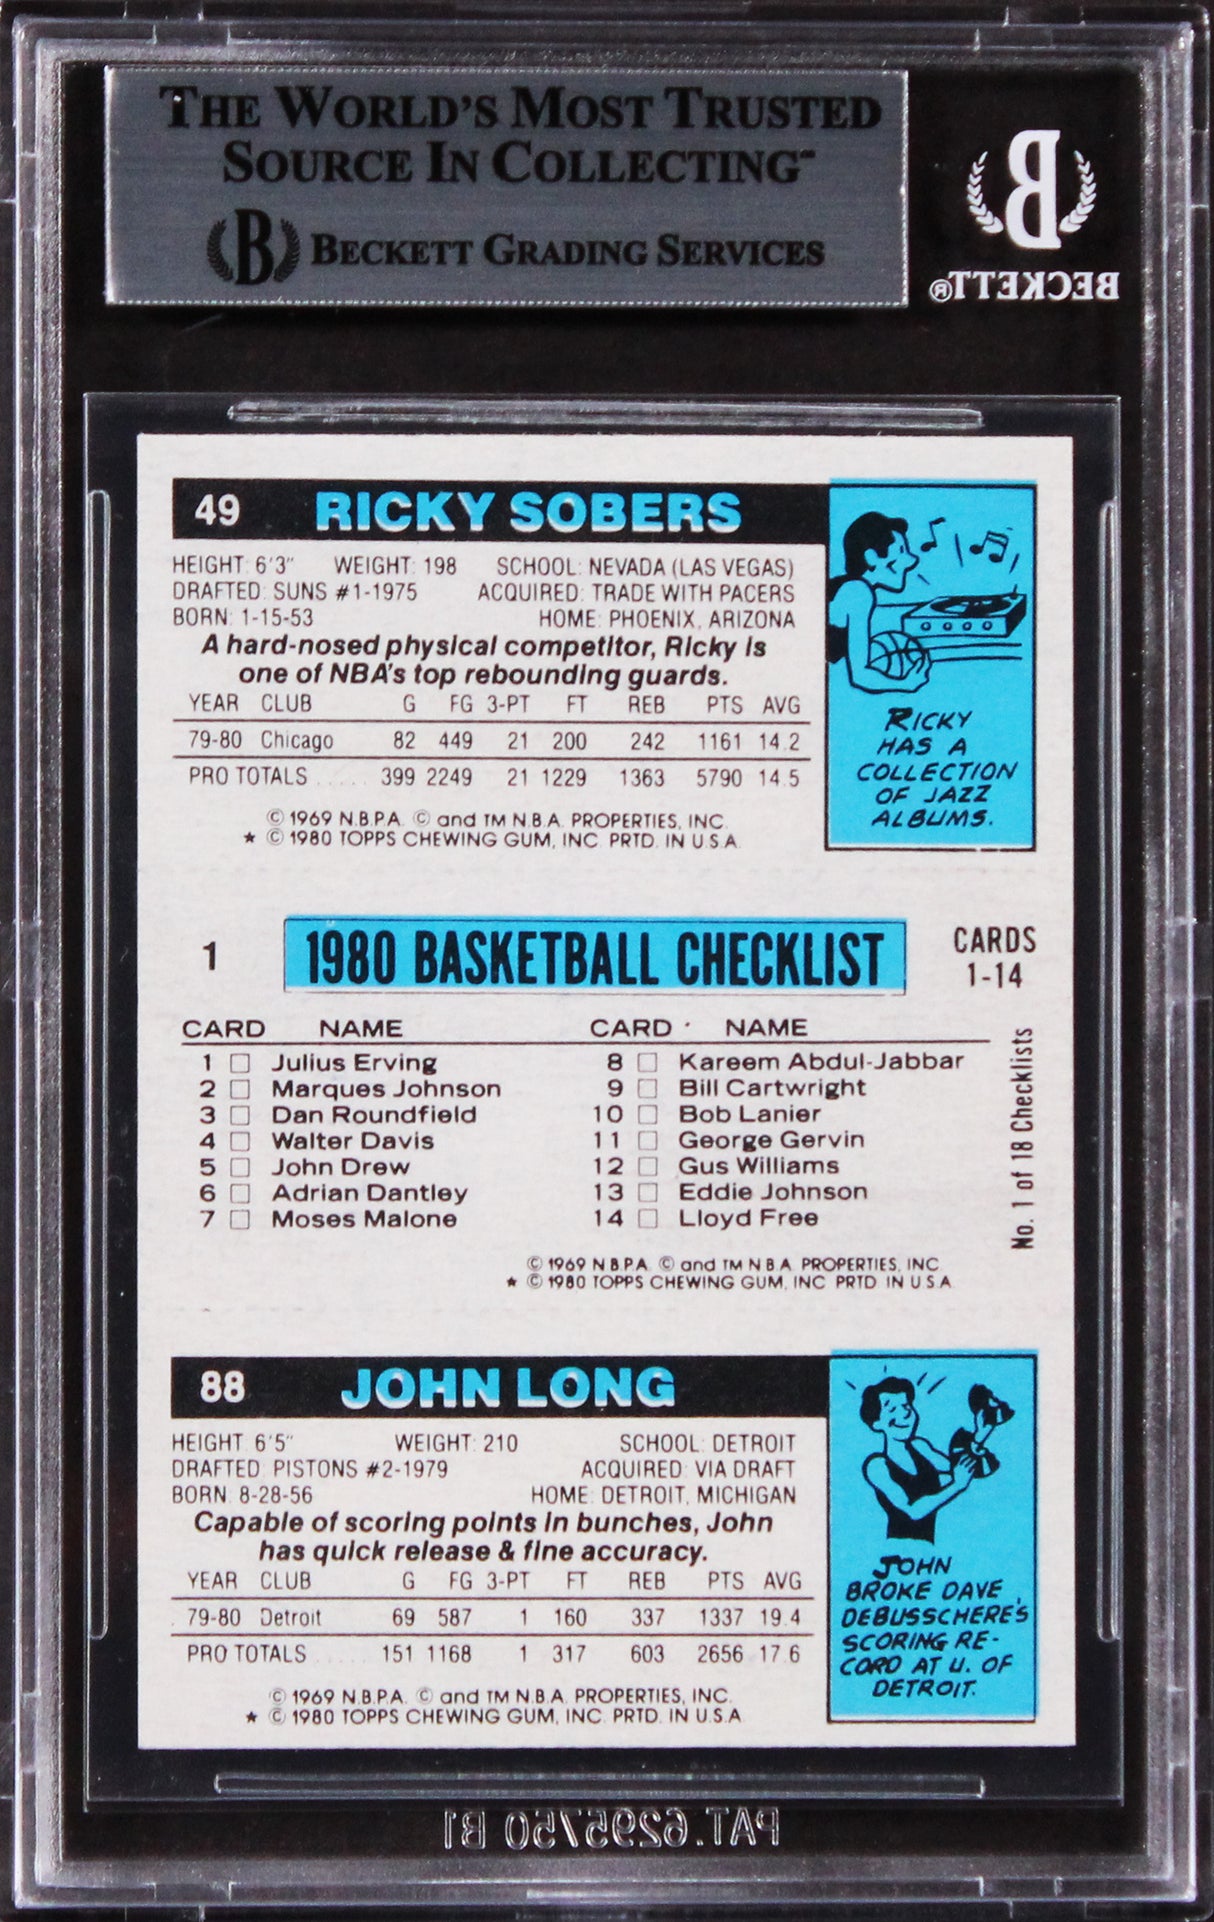 THE WORLD'S MOST TRUSTED
SOURCE IN COLLECTING™
B BECKETT GRADING SERVICES
B
BECKETT®
49 RICKY SOBERS
HEIGHT: 6'3" WEIGHT: 198 SCHOOL: NEVADA (LAS VEGAS)
DRAFTED: SUNS #1-1975 ACQUIRED: TRADE WITH PACERS
BORN: 1-15-53 HOME: PHOENIX, ARIZONA
A hard-nosed physical competitor, Ricky is
one of NBA's top rebounding guards.
YEAR CLUB G FG 3-PT FT REB PTS AVG
79-80 Chicago 82 449 21 200 242 1161 14.2
PRO TOTALS ..... 399 2249 21 1229 1363 5790 14.5
© 1969 N.B.P.A. © and TM N.B.A. PROPERTIES, INC.
★ © 1980 TOPPS CHEWING GUM, INC. PRTD. IN U.S.A.
RICKY
HAS A
COLLECTION
OF JAZZ
ALBUMS.
1 1980 BASKETBALL CHECKLIST CARDS
1-14
CARD NAME CARD NAME
1 □ Julius Erving 8 □ Kareem Abdul-Jabbar
2 □ Marques Johnson 9 □ Bill Cartwright
3 □ Dan Roundfield 10 □ Bob Lanier
4 □ Walter Davis 11 □ George Gervin
5 □ John Drew 12 □ Gus Williams
6 □ Adrian Dantley 13 □ Eddie Johnson
7 □ Moses Malone 14 □ Lloyd Free
No. 1 of 18 Checklists
© 1969 N.B.P.A. © and TM N.B.A. PROPERTIES, INC.
★ © 1980 TOPPS CHEWING GUM, INC. PRTD. IN U.S.A.
88 JOHN LONG
HEIGHT: 6'5" WEIGHT: 210 SCHOOL: DETROIT
DRAFTED: PISTONS #2-1979 ACQUIRED: VIA DRAFT
BORN: 8-28-56 HOME: DETROIT, MICHIGAN
Capable of scoring points in bunches, John
has quick release & fine accuracy.
YEAR CLUB G FG 3-PT FT REB PTS AVG
79-80 Detroit 69 587 1 160 337 1337 19.4
PRO TOTALS ..... 151 1168 1 317 603 2656 17.6
© 1969 N.B.P.A. © and TM N.B.A. PROPERTIES, INC.
★ © 1980 TOPPS CHEWING GUM, INC. PRTD. IN U.S.A.
JOHN
BROKE DAVE
DEBUSSCHERE'S
SCORING RE-
CORD AT U. OF
DETROIT.
PAT. 6295750 B1